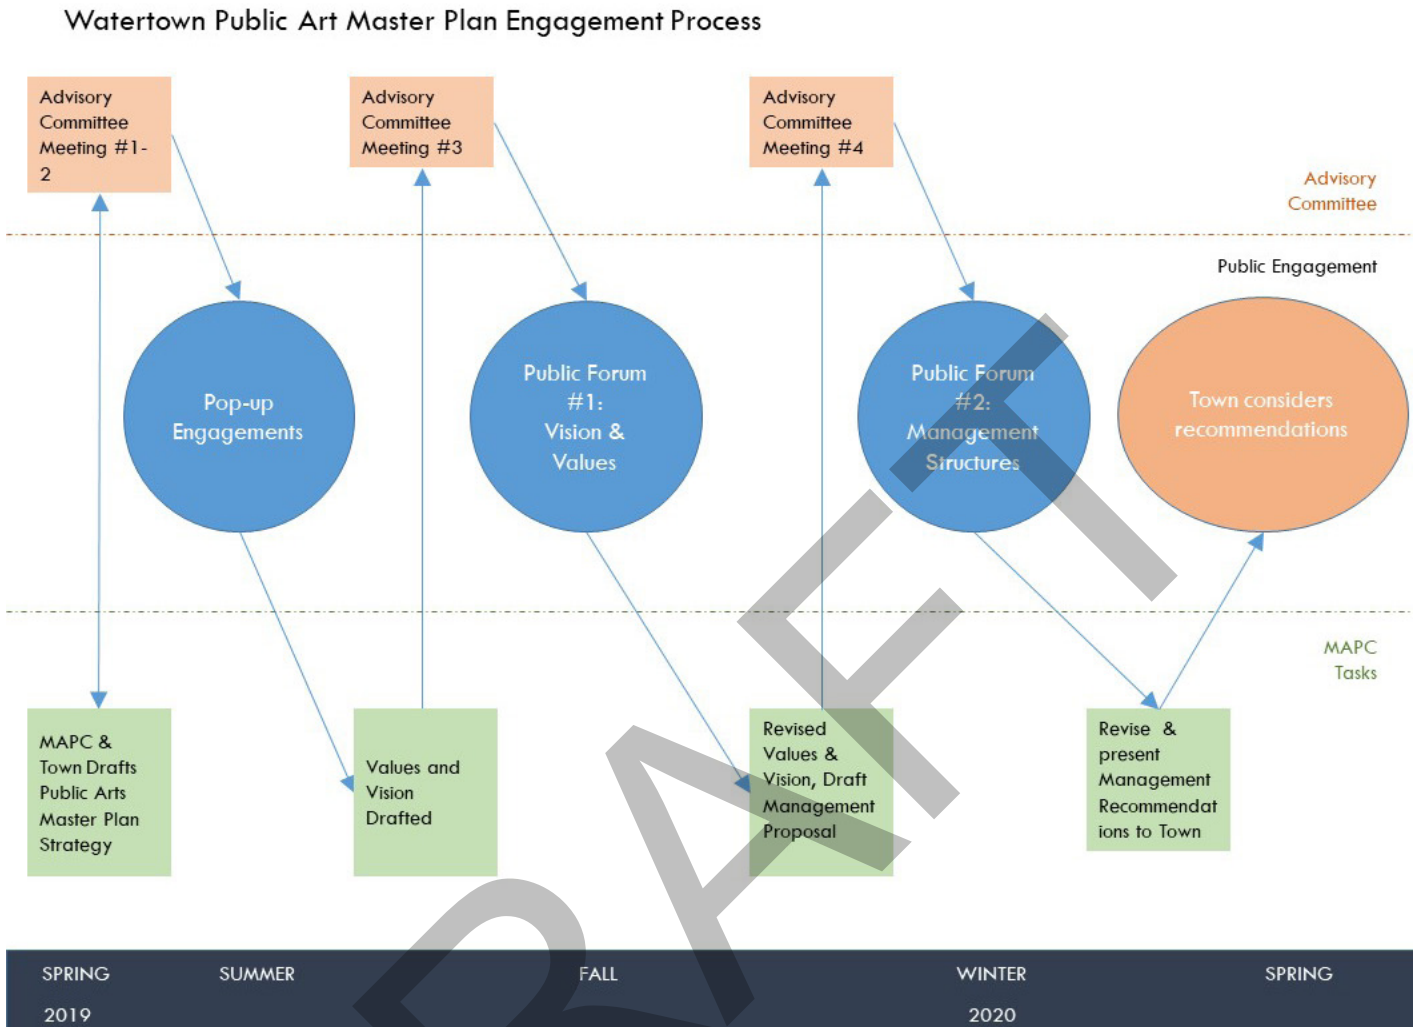 Watertown Public Art Master Plan Engagement Process
Advisory
Committee
Meeting #1-
2
Advisory
Committee
Meeting #3
Advisory
Committee
Meeting #4
Advisory
Committee
Public Engagement
Pop-up
Engagements
Public Forum
#1:
Vision &
Values
Public Forum
#2:
Management
Structures
Town considers
recommendations
MAPC
Tasks
MAPC &
Town Drafts
Public Arts
Master Plan
Strategy
Values and
Vision
Drafted
Revised
Values &
Vision, Draft
Management
Proposal
Revise &
present
Management
Recommendat
ions to Town
SPRING
SUMMER
FALL
WINTER
SPRING
2019
2020
RAFT